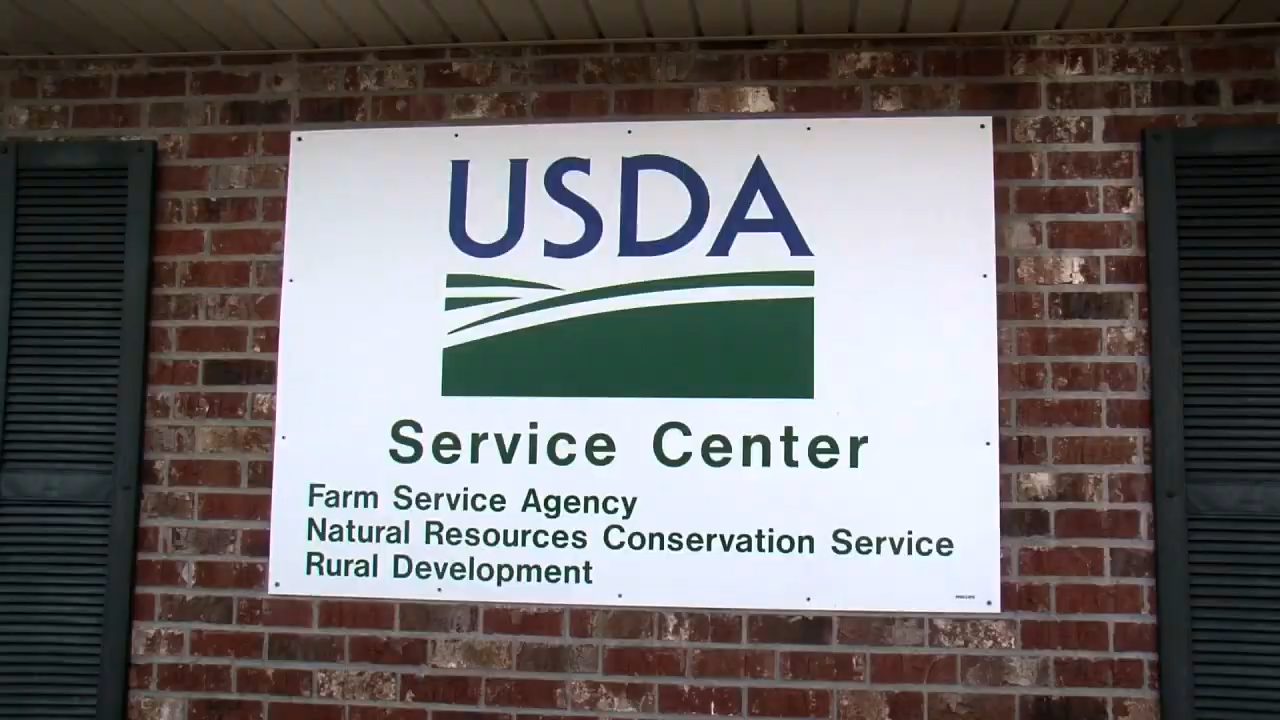 USDA
Service Center
Farm Service Agency
Natural Resources Conservation Service
Rural Development